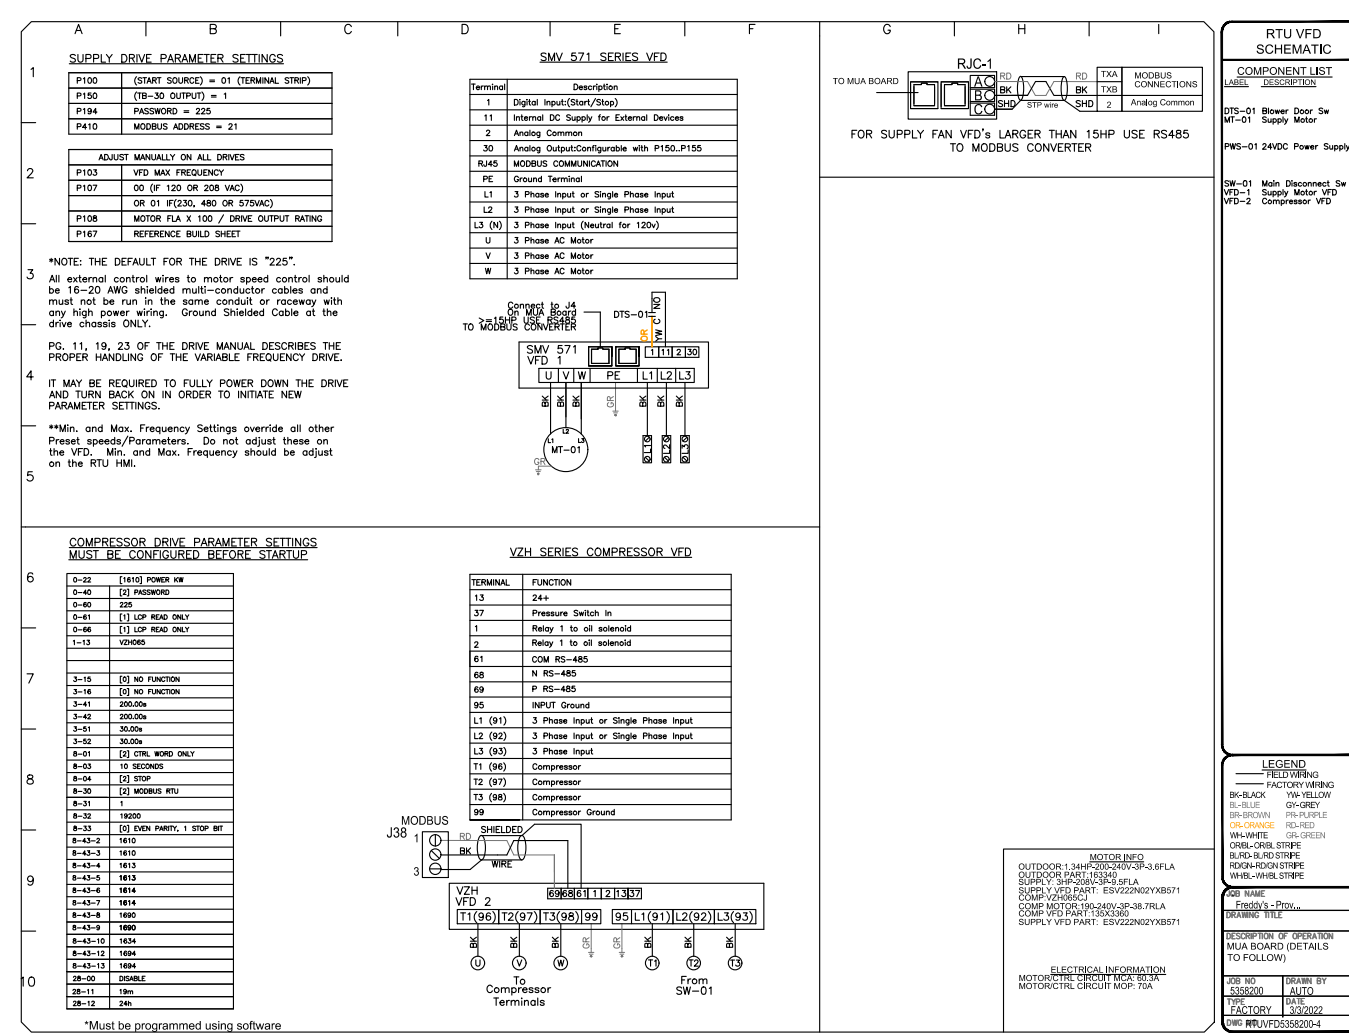 A B C D E F G H I
1
2
3
4
5
6
7
8
9
10
SUPPLY DRIVE PARAMETER SETTINGS
P100 (START SOURCE) = 01 (TERMINAL STRIP)
P150 (TB-30 OUTPUT) = 1
P194 PASSWORD = 225
P410 MODBUS ADDRESS = 21
ADJUST MANUALLY ON ALL DRIVES
P103 VFD MAX FREQUENCY
P107 00 (IF 120 OR 208 VAC)
OR 01 IF(230, 480 OR 575VAC)
P108 MOTOR FLA X 100 / DRIVE OUTPUT RATING
P167 REFERENCE BUILD SHEET
*NOTE: THE DEFAULT FOR THE DRIVE IS "225".
All external control wires to motor speed control should
be 16-20 AWG shielded multi-conductor cables and
must not be run in the same conduit or raceway with
any high power wiring. Ground Shielded Cable at the
drive chassis ONLY.
PG. 11, 19, 23 OF THE DRIVE MANUAL DESCRIBES THE
PROPER HANDLING OF THE VARIABLE FREQUENCY DRIVE.
IT MAY BE REQUIRED TO FULLY POWER DOWN THE DRIVE
AND TURN BACK ON IN ORDER TO INITIATE NEW
PARAMETER SETTINGS.
**Min. and Max. Frequency Settings override all other
Preset speeds/Parameters. Do not adjust these on
the VFD. Min. and Max. Frequency should be adjust
on the RTU HMI.
SMV 571 SERIES VFD
Terminal Description
1 Digital Input:(Start/Stop)
11 Internal DC Supply for External Devices
2 Analog Common
30 Analog Output:Configurable with P150..P155
RJ45 MODBUS COMMUNICATION
PE Ground Terminal
L1 3 Phase Input or Single Phase Input
L2 3 Phase Input or Single Phase Input
L3 (N) 3 Phase Input (Neutral for 120v)
U 3 Phase AC Motor
V 3 Phase AC Motor
W 3 Phase AC Motor
Connect to J4
On MUA Board
>=15HP USE RS485
TO MODBUS CONVERTER
DTS-01
NO
C
OR
YW
SMV 571
VFD 1
1 11 2 30
U V W PE L1 L2 L3
BK BK BK GR BK BK BK
L1 L2 L3
MT-01
GR
L1 L2 L3
RJC-1
TO MUA BOARD
A RD RD TXA
B BK BK TXB
C SHD STP wire SHD 2
MODBUS
CONNECTIONS
Analog Common
FOR SUPPLY FAN VFD's LARGER THAN 15HP USE RS485
TO MODBUS CONVERTER
COMPRESSOR DRIVE PARAMETER SETTINGS
MUST BE CONFIGURED BEFORE STARTUP
0-22 [1610] POWER KW
0-40 [2] PASSWORD
0-60 225
0-61 [1] LCP READ ONLY
0-66 [1] LCP READ ONLY
1-13 VZH065
3-15 [0] NO FUNCTION
3-16 [0] NO FUNCTION
3-41 200.00s
3-42 200.00s
3-51 30.00s
3-52 30.00s
8-01 [2] CTRL WORD ONLY
8-03 10 SECONDS
8-04 [2] STOP
8-30 [2] MODBUS RTU
8-31 1
8-32 19200
8-33 [0] EVEN PARITY, 1 STOP BIT
8-43-2 1610
8-43-3 1610
8-43-4 1613
8-43-5 1613
8-43-6 1614
8-43-7 1614
8-43-8 1690
8-43-9 1690
8-43-10 1634
8-43-12 1694
8-43-13 1694
28-00 DISABLE
28-11 19m
28-12 24h
*Must be programmed using software
VZH SERIES COMPRESSOR VFD
TERMINAL FUNCTION
13 24+
37 Pressure Switch In
1 Relay 1 to oil solenoid
2 Relay 1 to oil solenoid
61 COM RS-485
68 N RS-485
69 P RS-485
95 INPUT Ground
L1 (91) 3 Phase Input or Single Phase Input
L2 (92) 3 Phase Input or Single Phase Input
L3 (93) 3 Phase Input
T1 (96) Compressor
T2 (97) Compressor
T3 (98) Compressor
99 Compressor Ground
MODBUS
J38
1
3
RD
BK
SHIELDED
WIRE
VZH
VFD 2
69 68 61 1 2 13 37
T1(96) T2(97) T3(98) 99 95 L1(91) L2(92) L3(93)
BK BK BK GR GR BK BK BK
U V W T1 T2 T3
To
Compressor
Terminals
From
SW-01
MOTOR INFO
OUTDOOR:1.34HP-200-240V-3P-3.6FLA
OUTDOOR PART:163340
SUPPLY: 3HP-208V-3P-9.5FLA
SUPPLY VFD PART: ESV222N02YXB571
COMP:VZH065CJ
COMP MOTOR:190-240V-3P-38.7RLA
COMP VFD PART:135X3360
SUPPLY VFD PART: ESV222N02YXB571
ELECTRICAL INFORMATION
MOTOR/CTRL CIRCUIT MCA: 60.3A
MOTOR/CTRL CIRCUIT MOP: 70A
RTU VFD
SCHEMATIC
COMPONENT LIST
LABEL DESCRIPTION
DTS-01 Blower Door Sw
MT-01 Supply Motor
PWS-01 24VDC Power Supply
SW-01 Main Disconnect Sw
VFD-1 Supply Motor VFD
VFD-2 Compressor VFD
LEGEND
FIELD WIRING
FACTORY WIRING
BK-BLACK YW-YELLOW
BL-BLUE GY-GREY
BR-BROWN PR-PURPLE
OR-ORANGE RD-RED
WH-WHITE GR-GREEN
OR/BL-OR/BL STRIPE
BL/RD-BL/RD STRIPE
RD/GN-RD/GN STRIPE
WH/BL-WH/BL STRIPE
JOB NAME
Freddy's - Prov...
DRAWING TITLE
DESCRIPTION OF OPERATION
MUA BOARD (DETAILS
TO FOLLOW)
JOB NO DRAWN BY
5358200 AUTO
TYPE DATE
FACTORY 3/3/2022
DWG RTUVFD5358200-4